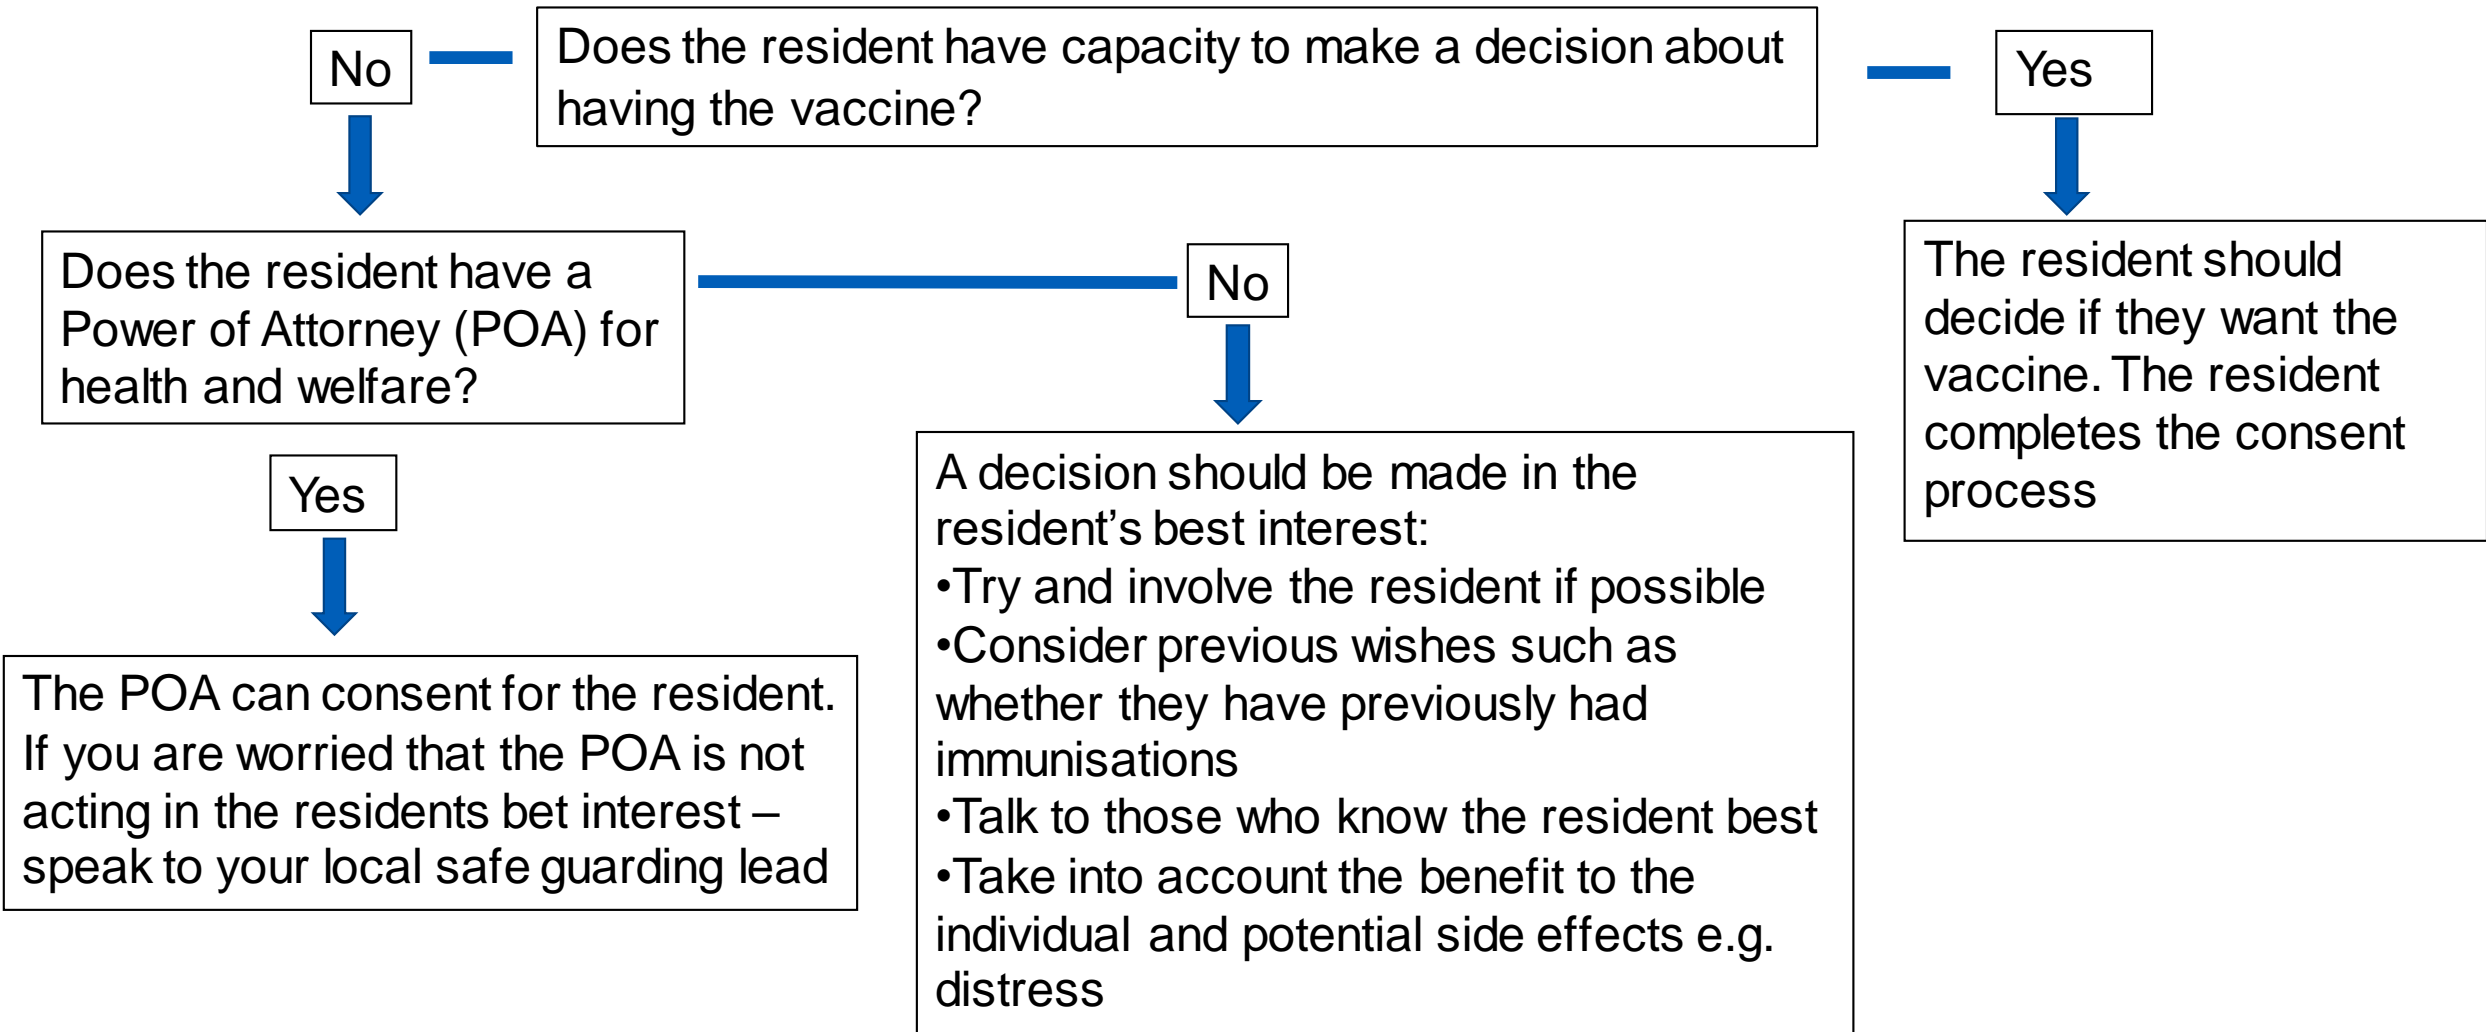 No
Does the resident have capacity to make a decision about
having the vaccine?
Yes
Does the resident have a
Power of Attorney (POA) for
health and welfare?
No
The resident should
decide if they want the
vaccine. The resident
completes the consent
process
Yes
The POA can consent for the resident.
If you are worried that the POA is not
acting in the residents bet interest –
speak to your local safe guarding lead
A decision should be made in the
resident’s best interest:
•Try and involve the resident if possible
•Consider previous wishes such as
whether they have previously had
immunisations
•Talk to those who know the resident best
•Take into account the benefit to the
individual and potential side effects e.g.
distress